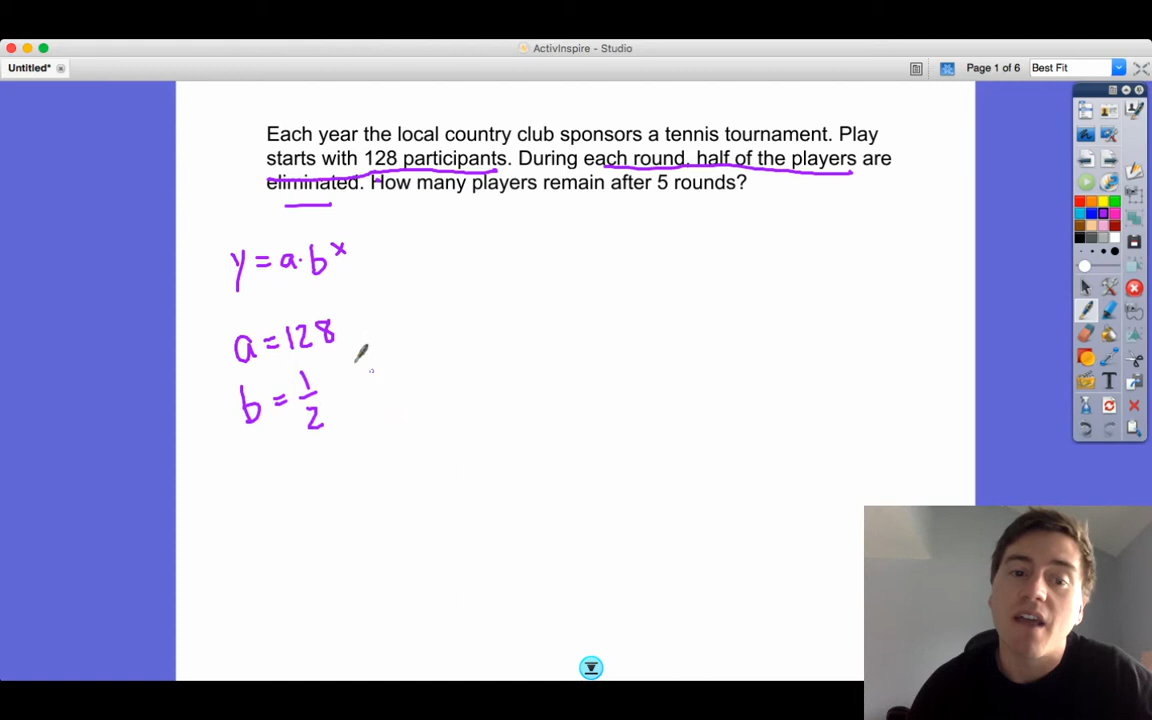 ActivInspire - Studio
Untitled*
Page 1 of 6
Best Fit
Each year the local country club sponsors a tennis tournament. Play
starts with 128 participants. During each round, half of the players are
eliminated. How many players remain after 5 rounds?
y = a · b^x
a = 128
b = 1/2
T